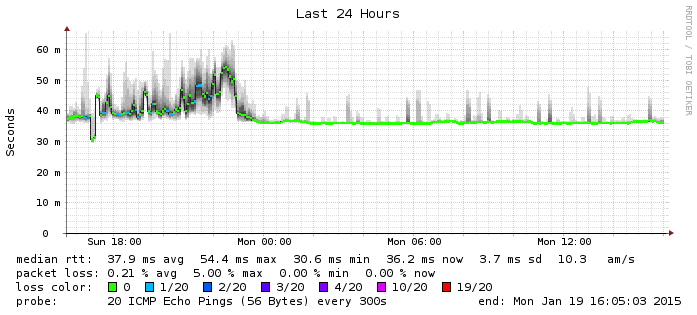 Last 24 Hours
RRDTOOL / TOBI OETIKER
Seconds
60 m
50 m
40 m
30 m
20 m
10 m
0
Sun 18:00 Mon 00:00 Mon 06:00 Mon 12:00
median rtt: 37.9 ms avg 54.4 ms max 30.6 ms min 36.2 ms now 3.7 ms sd 10.3 am/s
packet loss: 0.21 % avg 5.00 % max 0.00 % min 0.00 % now
loss color: 0 1/20 2/20 3/20 4/20 10/20 19/20
probe: 20 ICMP Echo Pings (56 Bytes) every 300s end: Mon Jan 19 16:05:03 2015